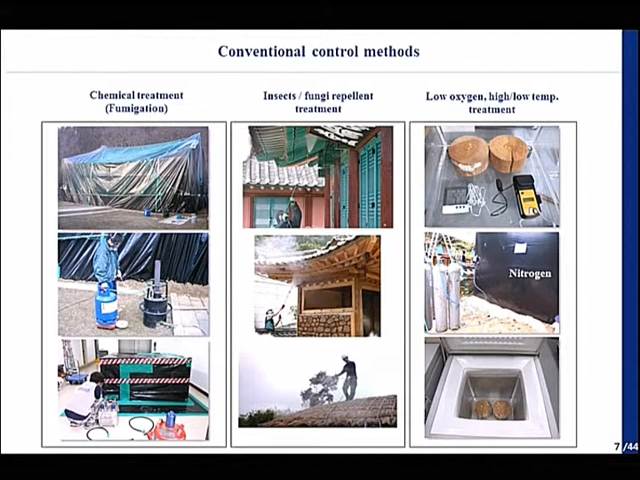 Conventional control methods
Chemical treatment
(Fumigation)
Insects / fungi repellent
treatment
Low oxygen, high/low temp.
treatment
Nitrogen
7 /44